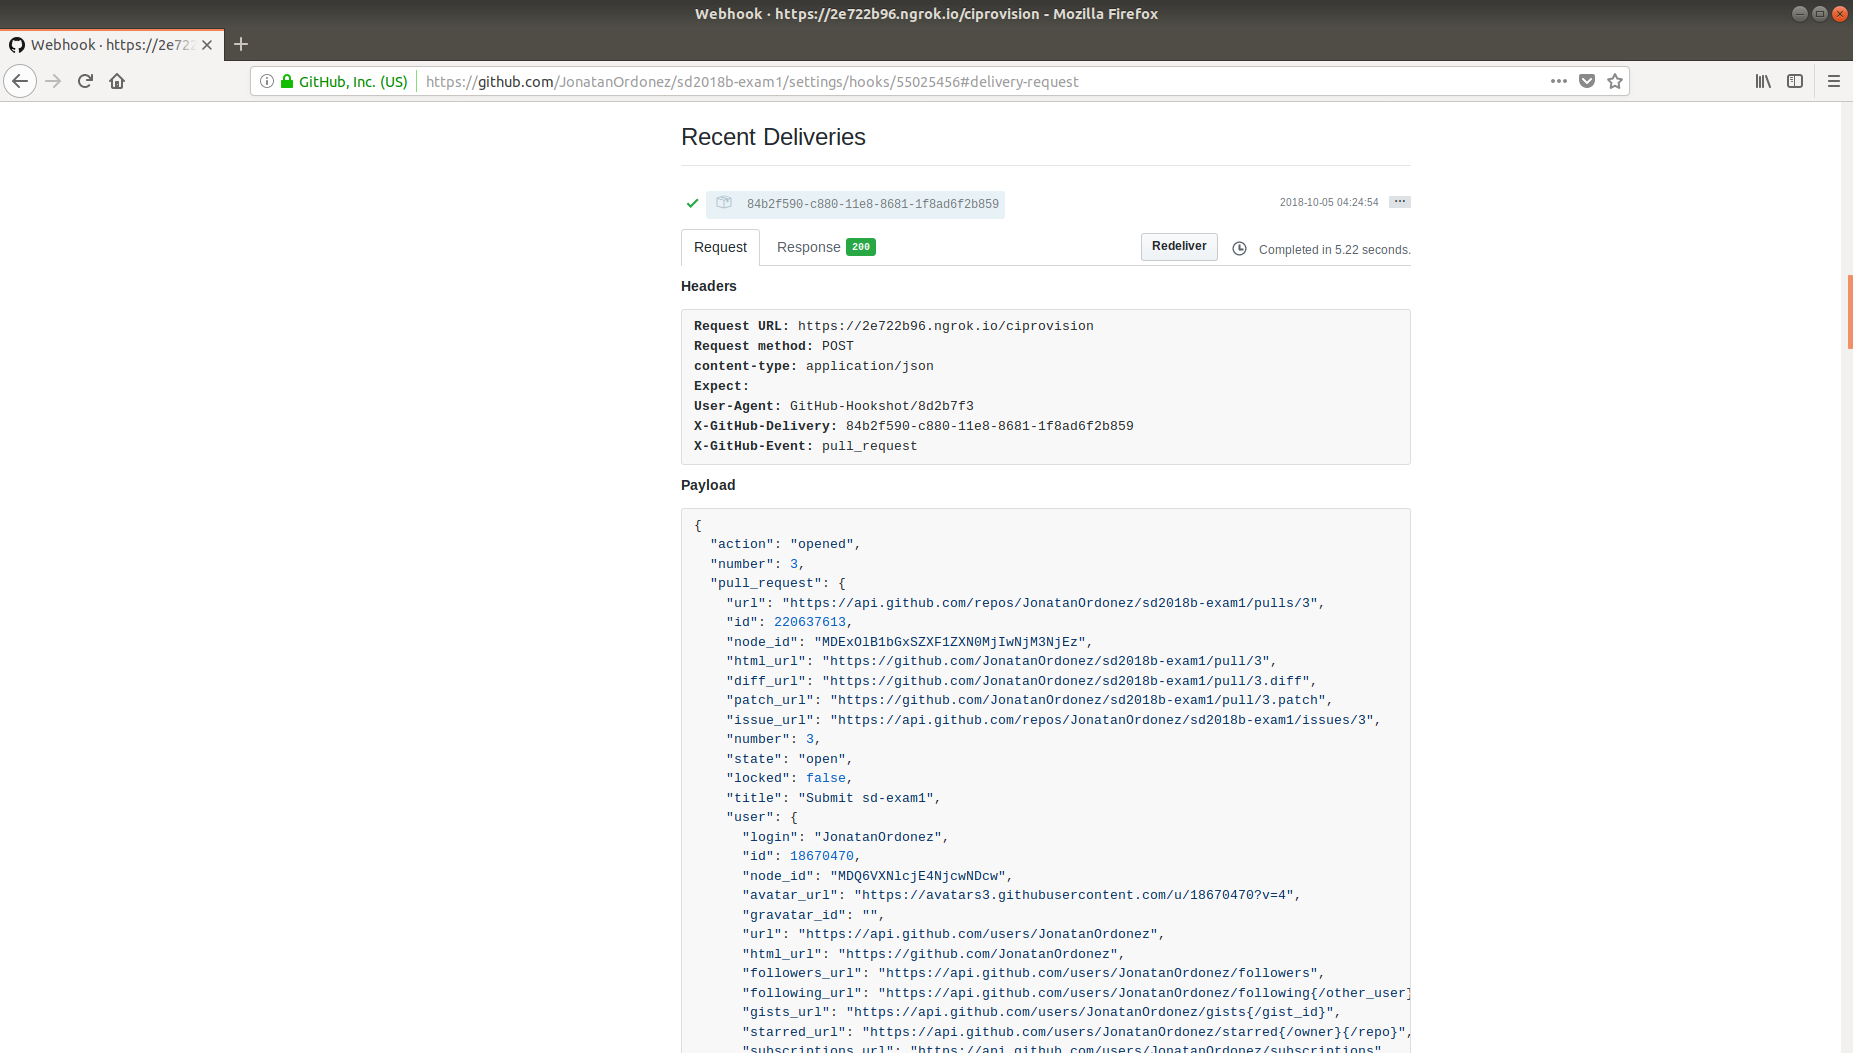 Webhook · https://2e722b96.ngrok.io/ciprovision - Mozilla Firefox
Webhook · https://2e722
GitHub, Inc. (US) https://github.com/JonatanOrdonez/sd2018b-exam1/settings/hooks/55025456#delivery-request
Recent Deliveries
84b2f590-c880-11e8-8681-1f8ad6f2b859 2018-10-05 04:24:54 ...
Request Response 200 Redeliver Completed in 5.22 seconds.
Headers
Request URL: https://2e722b96.ngrok.io/ciprovision
Request method: POST
content-type: application/json
Expect:
User-Agent: GitHub-Hookshot/8d2b7f3
X-GitHub-Delivery: 84b2f590-c880-11e8-8681-1f8ad6f2b859
X-GitHub-Event: pull_request
Payload
{
"action": "opened",
"number": 3,
"pull_request": {
"url": "https://api.github.com/repos/JonatanOrdonez/sd2018b-exam1/pulls/3",
"id": 220637613,
"node_id": "MDExOlB1bGxSZXF1ZXN0MjIwNjM3NjEz",
"html_url": "https://github.com/JonatanOrdonez/sd2018b-exam1/pull/3",
"diff_url": "https://github.com/JonatanOrdonez/sd2018b-exam1/pull/3.diff",
"patch_url": "https://github.com/JonatanOrdonez/sd2018b-exam1/pull/3.patch",
"issue_url": "https://api.github.com/repos/JonatanOrdonez/sd2018b-exam1/issues/3",
"number": 3,
"state": "open",
"locked": false,
"title": "Submit sd-exam1",
"user": {
"login": "JonatanOrdonez",
"id": 18670470,
"node_id": "MDQ6VXNlcjE4NjcwNDcw",
"avatar_url": "https://avatars3.githubusercontent.com/u/18670470?v=4",
"gravatar_id": "",
"url": "https://api.github.com/users/JonatanOrdonez",
"html_url": "https://github.com/JonatanOrdonez",
"followers_url": "https://api.github.com/users/JonatanOrdonez/followers",
"following_url": "https://api.github.com/users/JonatanOrdonez/following{/other_user}
"gists_url": "https://api.github.com/users/JonatanOrdonez/gists{/gist_id}",
"starred_url": "https://api.github.com/users/JonatanOrdonez/starred{/owner}{/repo}",
"subscriptions_url": "https://api.github.com/users/JonatanOrdonez/subscriptions"